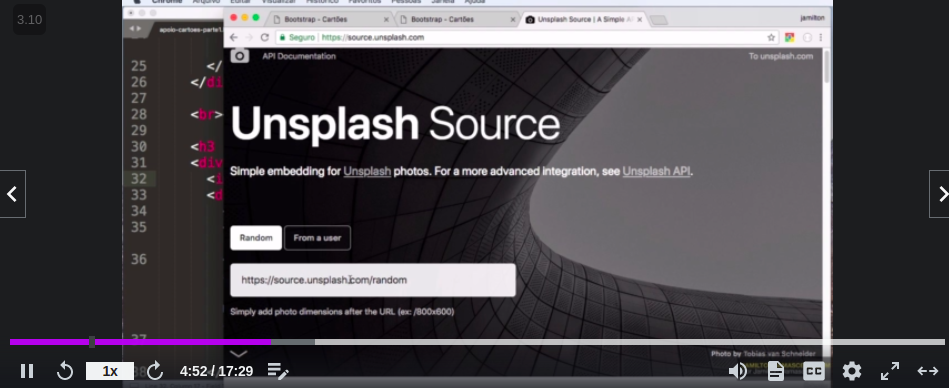 Chrome Arquivo Editar Visualizar Histórico Favoritos Pessoas Janela Ajuda
3.10
Bootstrap - Cartões
Bootstrap - Cartões
Unsplash Source | A Simple A
jamilton
apoio-cartoes-parte1.
Seguro | https://source.unsplash.com
API Documentation
To unsplash.com
25 </
26 </di
27
28 <br>
29
30 <h3
31 <div
32 <i
33 <d
34
35
36
37
38
Unsplash Source
Simple embedding for Unsplash photos. For a more advanced integration, see Unsplash API.
Random
From a user
https://source.unsplash.com/random
Simply add photo dimensions after the URL (ex: /800x600)
Photo by Tobias van Schneider
1x
4:52 / 17:29
CC